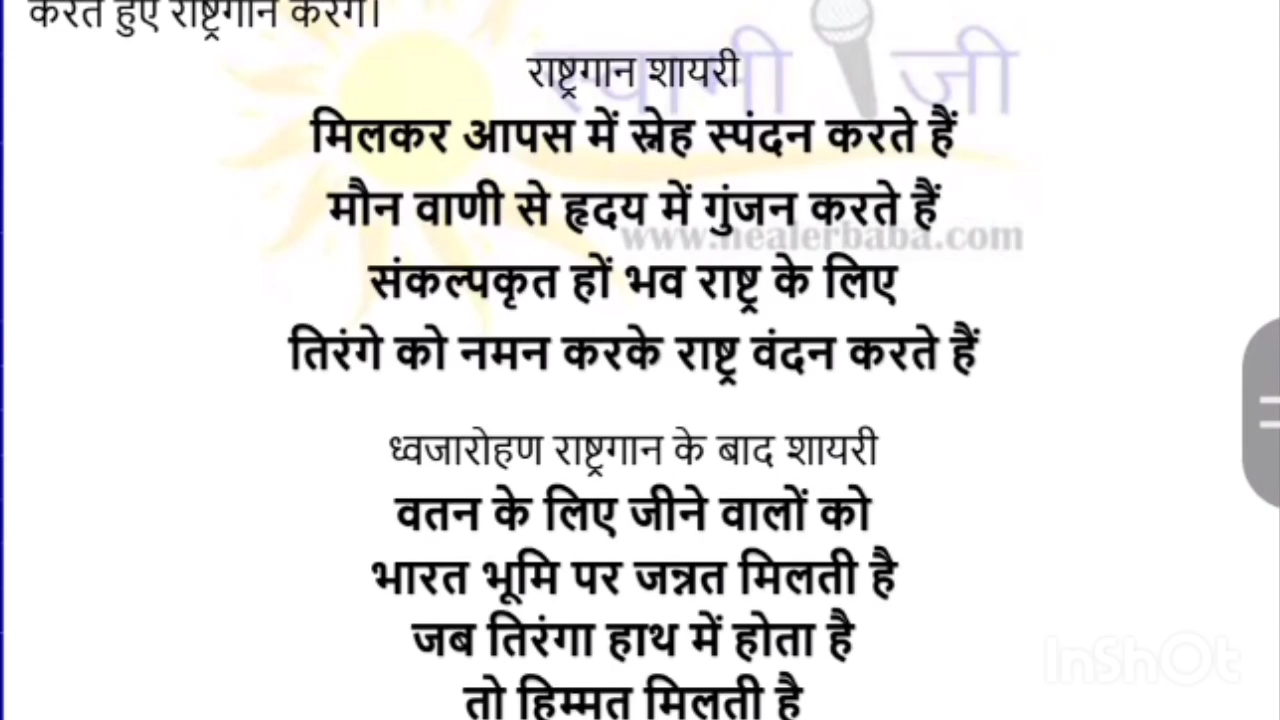 करते हुए राष्ट्रगान करेंगे।
स्वामी जी
राष्ट्रगान शायरी
मिलकर आपस में स्नेह स्पंदन करते हैं
मौन वाणी से हृदय में गुंजन करते हैं
www.healerbaba.com
संकल्पकृत हों भव राष्ट्र के लिए
तिरंगे को नमन करके राष्ट्र वंदन करते हैं
ध्वजारोहण राष्ट्रगान के बाद शायरी
वतन के लिए जीने वालों को
भारत भूमि पर जन्नत मिलती है
जब तिरंगा हाथ में होता है
तो हिम्मत मिलती है
InShOt